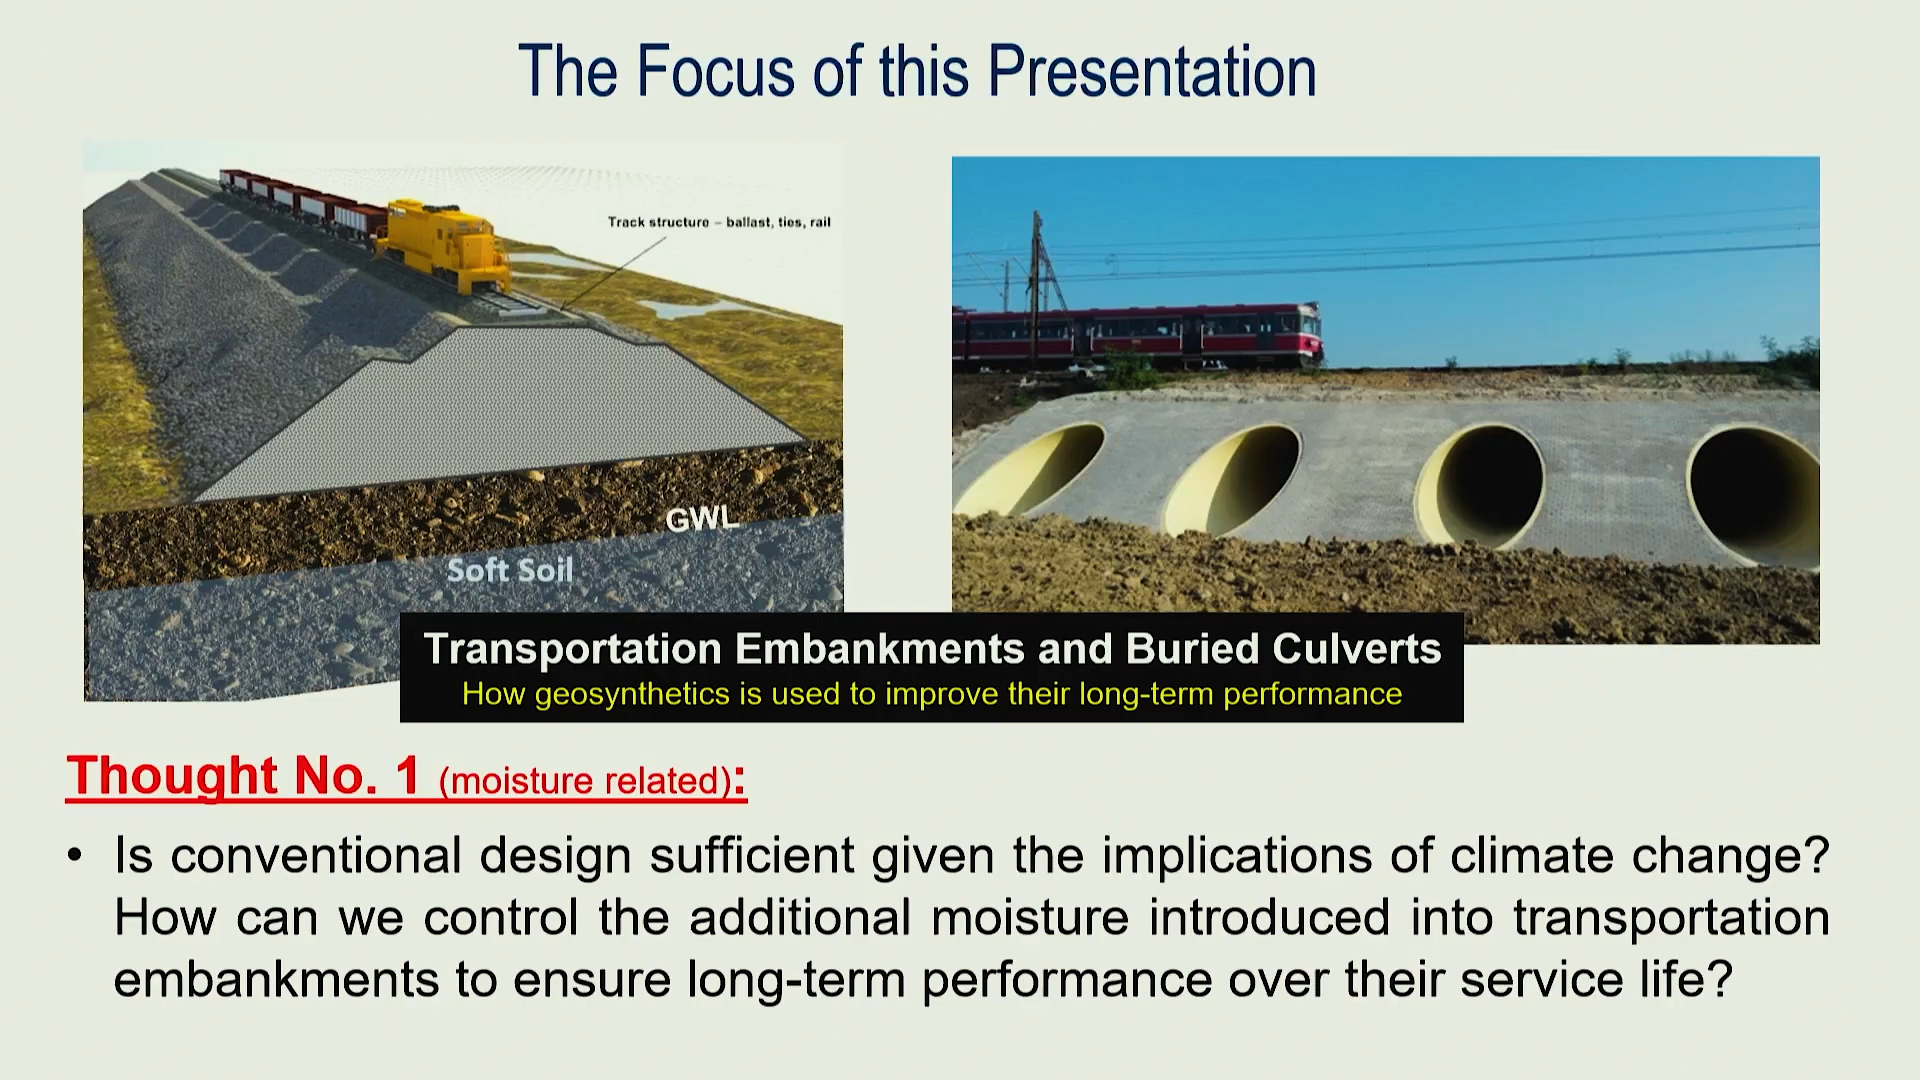 The Focus of this Presentation
Track structure – ballast, ties, rail
GWL
Soft Soil
Transportation Embankments and Buried Culverts
How geosynthetics is used to improve their long-term performance
Thought No. 1 (moisture related):
• Is conventional design sufficient given the implications of climate change?
How can we control the additional moisture introduced into transportation
embankments to ensure long-term performance over their service life?